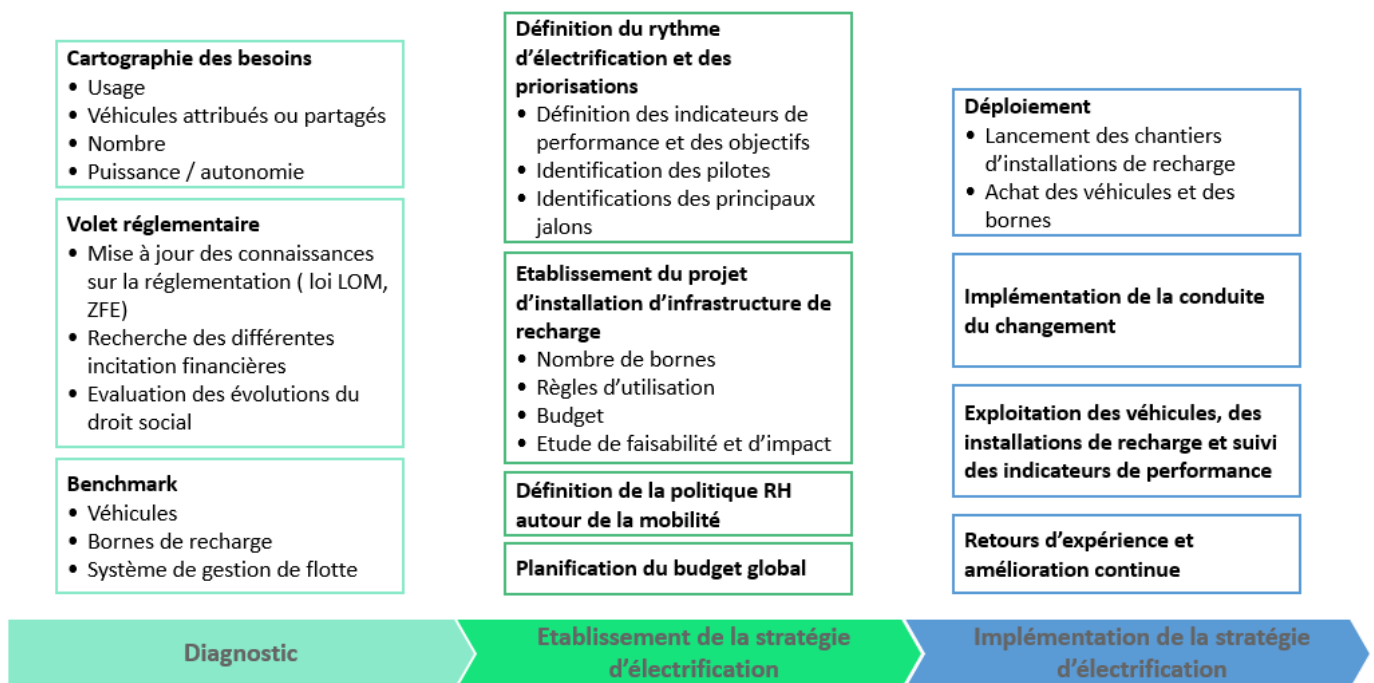 Cartographie des besoins
• Usage
• Véhicules attribués ou partagés
• Nombre
• Puissance / autonomie
Volet réglementaire
• Mise à jour des connaissances
sur la réglementation ( loi LOM,
ZFE)
• Recherche des différentes
incitation financières
• Evaluation des évolutions du
droit social
Benchmark
• Véhicules
• Bornes de recharge
• Système de gestion de flotte
Diagnostic
Définition du rythme
d’électrification et des
priorisations
• Définition des indicateurs de
performance et des objectifs
• Identification des pilotes
• Identifications des principaux
jalons
Etablissement du projet
d’installation d’infrastructure de
recharge
• Nombre de bornes
• Règles d’utilisation
• Budget
• Etude de faisabilité et d’impact
Définition de la politique RH
autour de la mobilité
Planification du budget global
Etablissement de la stratégie
d’électrification
Déploiement
• Lancement des chantiers
d’installations de recharge
• Achat des véhicules et des
bornes
Implémentation de la conduite
du changement
Exploitation des véhicules, des
installations de recharge et suivi
des indicateurs de performance
Retours d’expérience et
amélioration continue
Implémentation de la stratégie
d’électrification